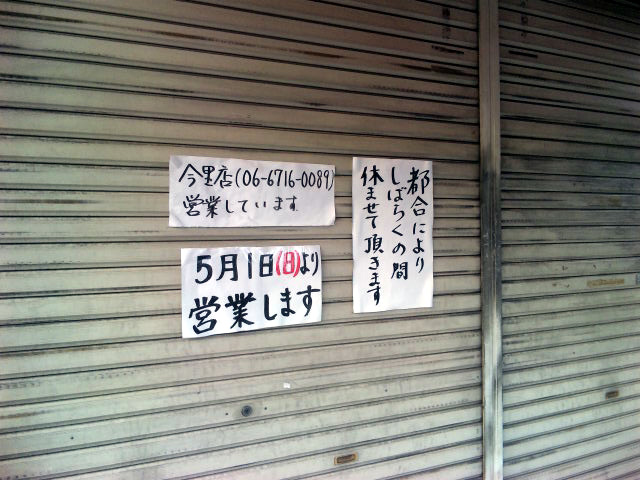 今里店(06-6716-0089)
営業しています
5月1日(日)より
営業します
都合により
しばらくの間
休ませて頂きます